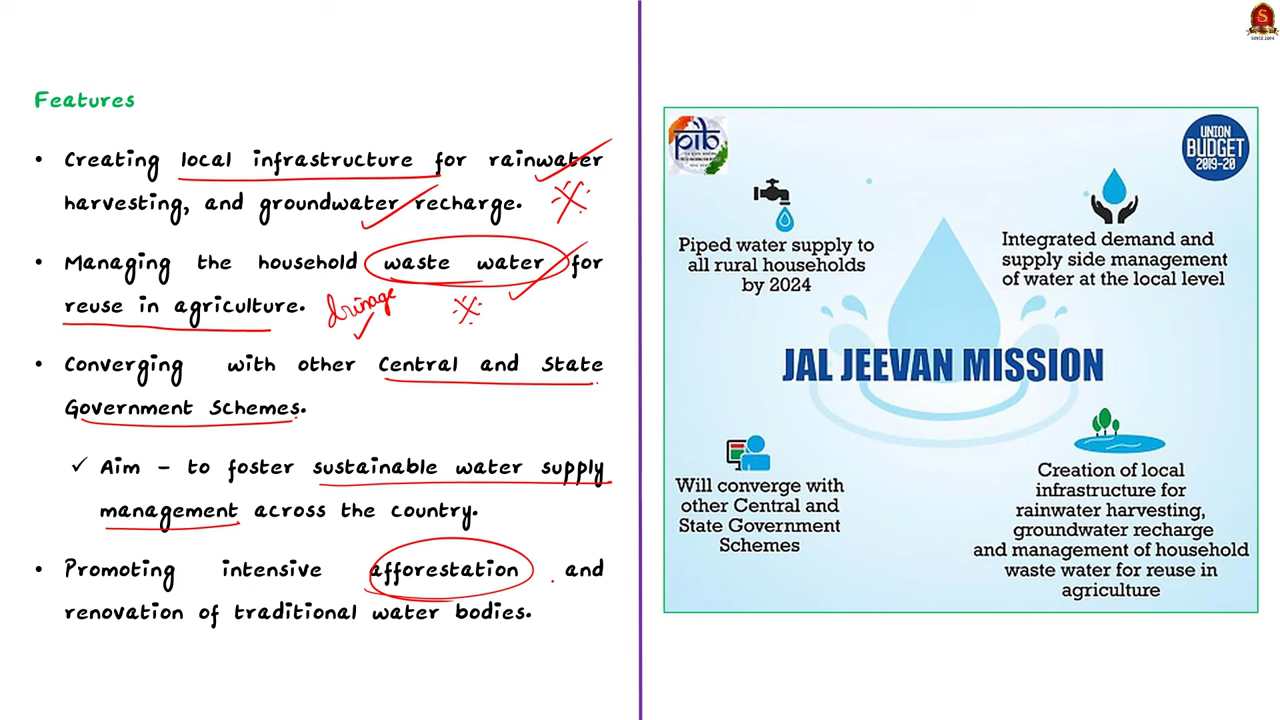 Features
• Creating local infrastructure for rainwater
harvesting, and groundwater recharge.
• Managing the household waste water for
reuse in agriculture.
drinage
• Converging with other Central and State
Government Schemes.
✓ Aim – to foster sustainable water supply
management across the country.
• Promoting intensive afforestation and
renovation of traditional water bodies.
S
SINCE 2004
pib
UNION
BUDGET
2019-20
Piped water supply to
all rural households
by 2024
Integrated demand and
supply side management
of water at the local level
JAL JEEVAN MISSION
Will converge with
other Central and
State Government
Schemes
Creation of local
infrastructure for
rainwater harvesting,
groundwater recharge
and management of household
waste water for reuse in
agriculture